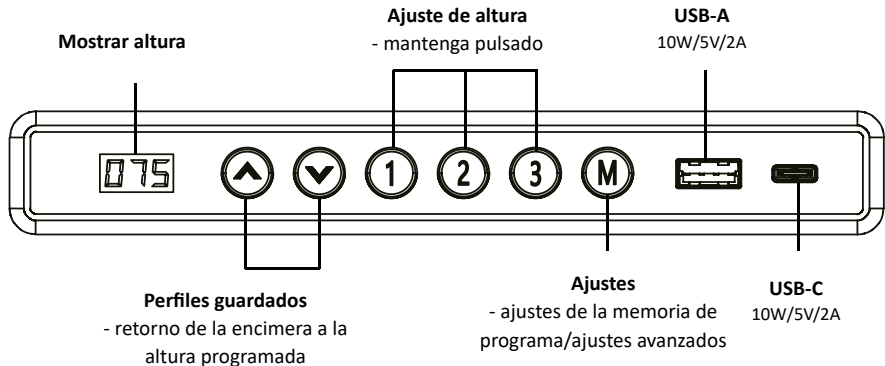 Mostrar altura
Ajuste de altura
- mantenga pulsado
USB-A
10W/5V/2A
075
1
2
3
M
Perfiles guardados
- retorno de la encimera a la
altura programada
Ajustes
- ajustes de la memoria de
programa/ajustes avanzados
USB-C
10W/5V/2A